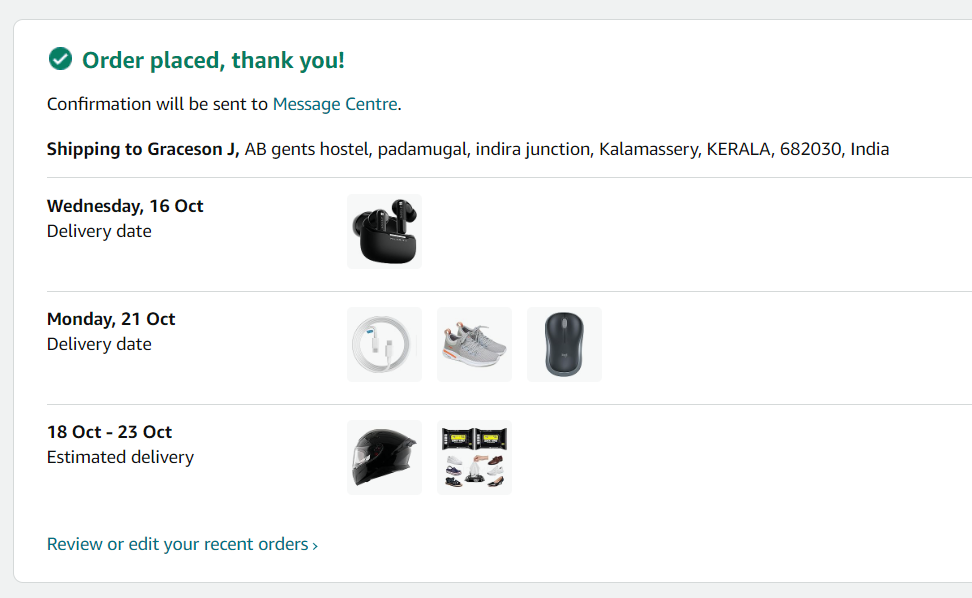 Order placed, thank you!
Confirmation will be sent to Message Centre.
Shipping to Graceson J, AB gents hostel, padamugal, indira junction, Kalamassery, KERALA, 682030, India
Wednesday, 16 Oct
Delivery date
Monday, 21 Oct
Delivery date
18 Oct - 23 Oct
Estimated delivery
Review or edit your recent orders ›